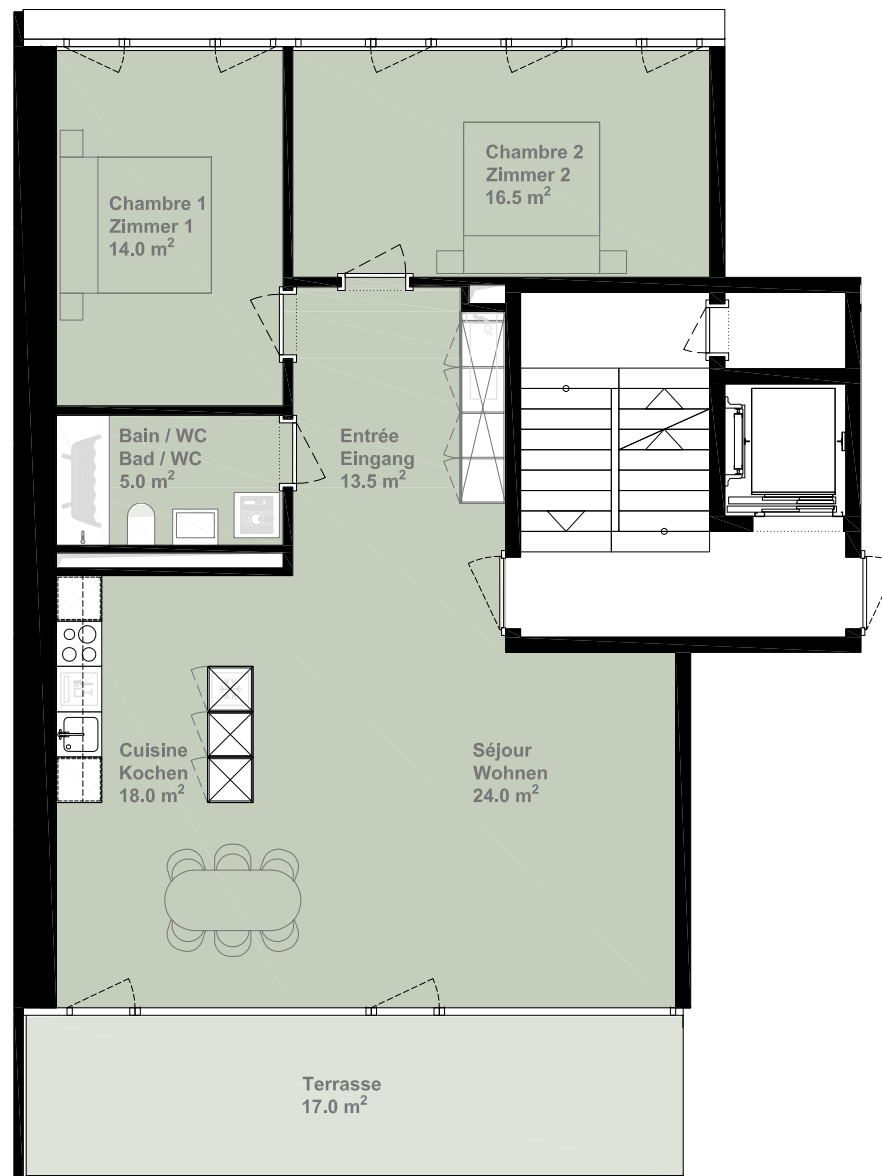 Chambre 2
Zimmer 2
16.5 m²
Chambre 1
Zimmer 1
14.0 m²
Bain / WC
Bad / WC
5.0 m²
Entrée
Eingang
13.5 m²
Cuisine
Kochen
18.0 m²
Séjour
Wohnen
24.0 m²
Terrasse
17.0 m²